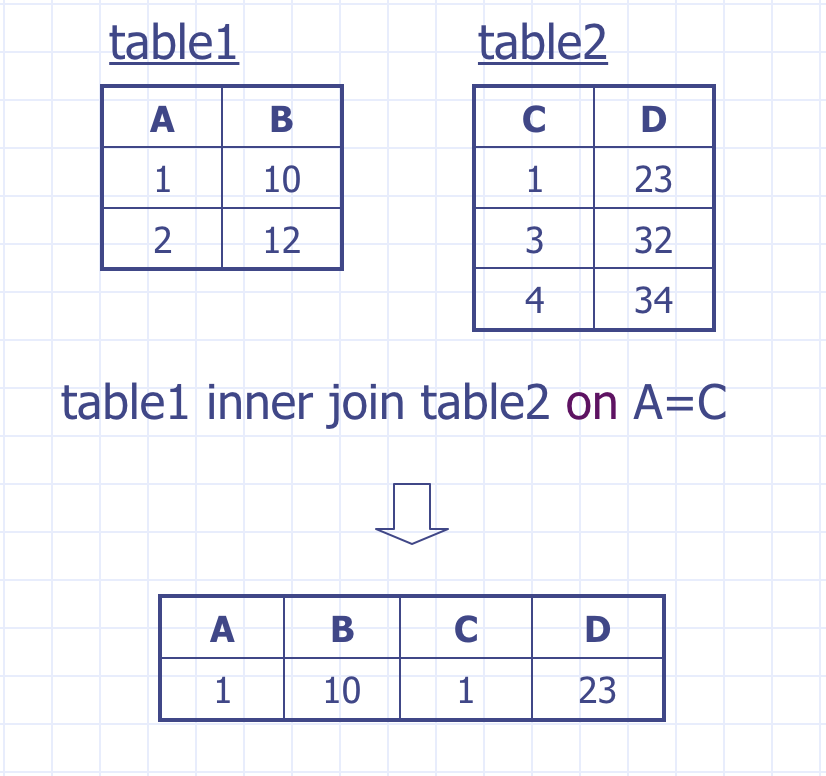 table1
A B
1 10
2 12
table2
C D
1 23
3 32
4 34
table1 inner join table2 on A=C
A B C D
1 10 1 23